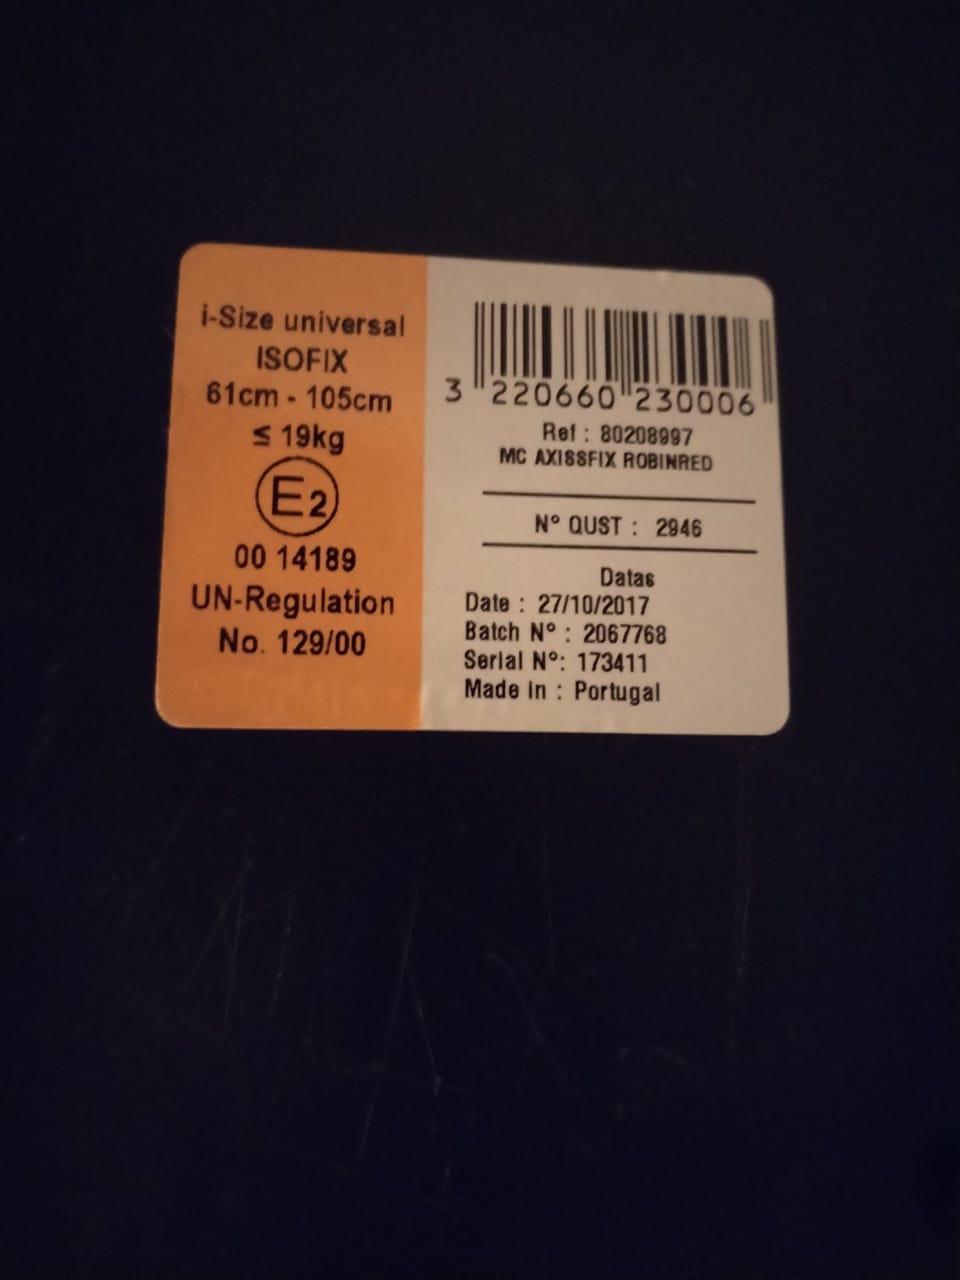 i-Size universal
ISOFIX
61cm - 105cm
≤ 19kg
E2
00 14189
UN-Regulation
No. 129/00
3 220660 230006
Ref : 80208997
MC AXISSFIX ROBINRED
N° QUST : 2946
Datas
Date : 27/10/2017
Batch N° : 2067768
Serial N°: 173411
Made in : Portugal